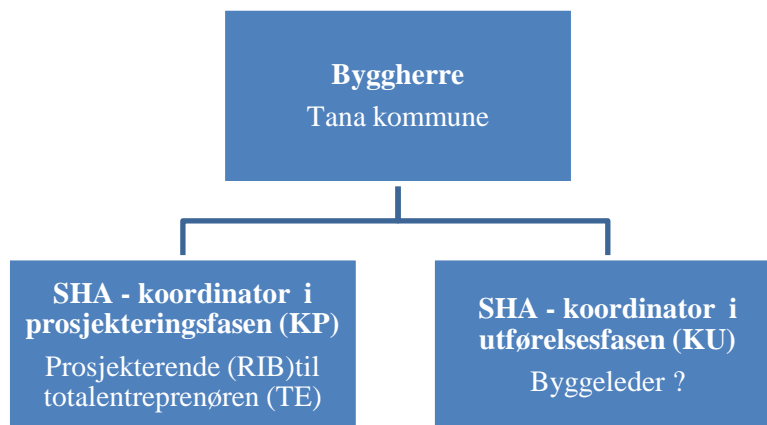 Byggherre
Tana kommune
SHA - koordinator i
prosjekteringsfasen (KP)
Prosjekterende (RIB)til
totalentreprenøren (TE)
SHA - koordinator i
utførelsesfasen (KU)
Byggeleder ?